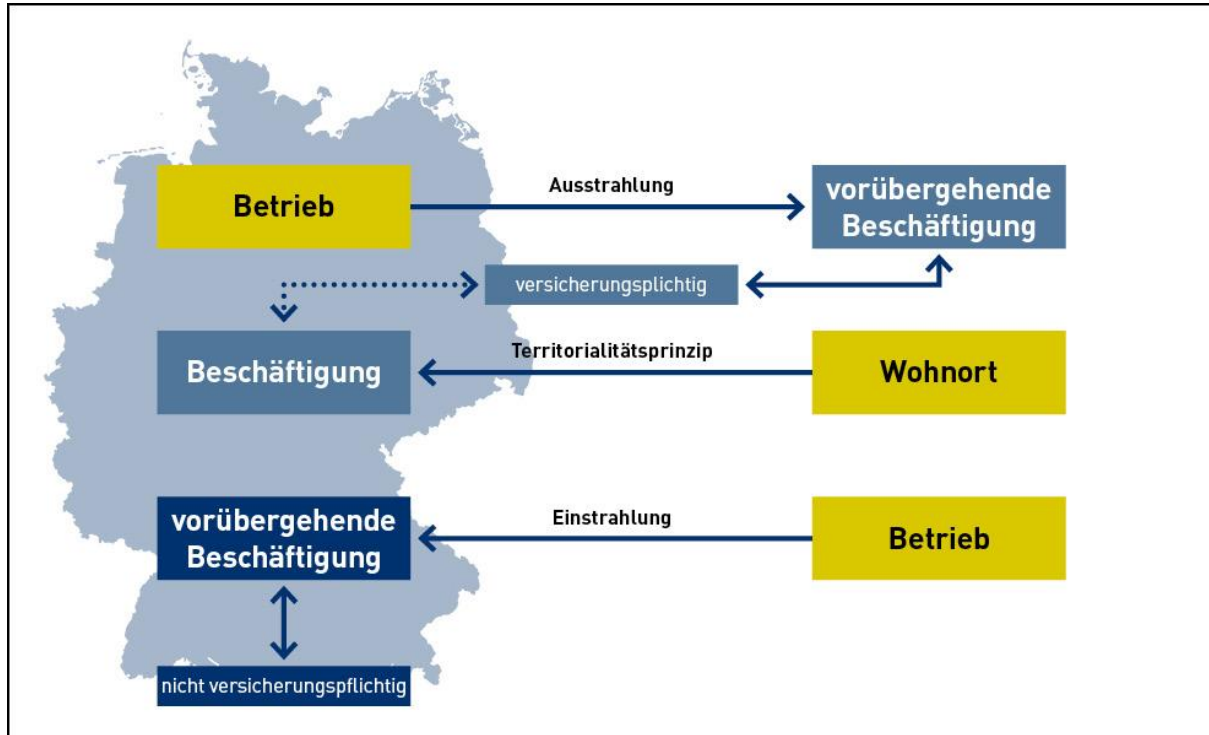 Betrieb
Ausstrahlung
vorübergehende
Beschäftigung
versicherungsplichtig
Beschäftigung
Territorialitätsprinzip
Wohnort
vorübergehende
Beschäftigung
Einstrahlung
Betrieb
nicht versicherungspflichtig